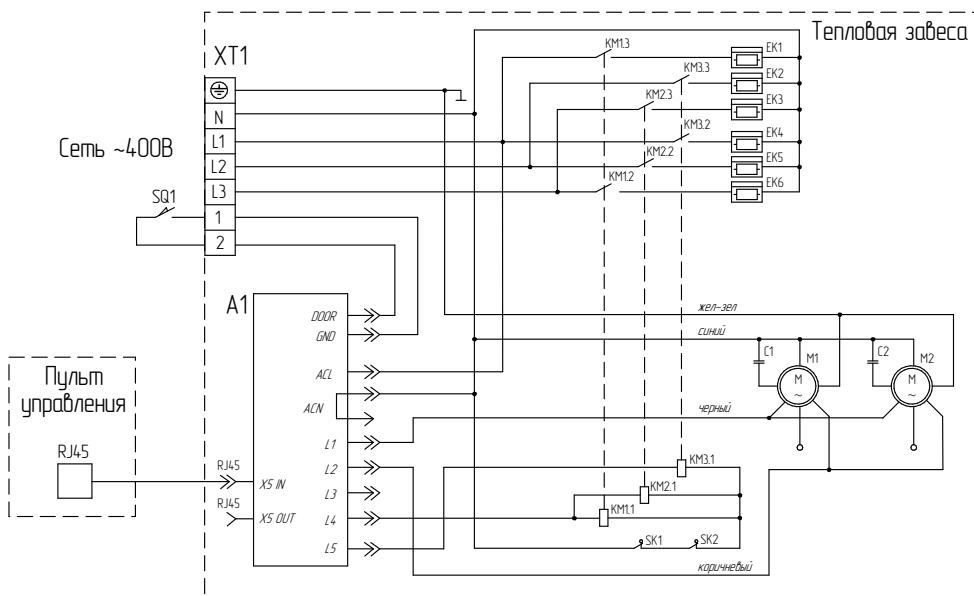 Тепловая завеса
XT1
KM1.3
EK1
KM3.3
EK2
KM2.3
EK3
N
Сеть ~400В
L1
KM3.2
EK4
L2
KM2.2
EK5
L3
KM1.2
EK6
SQ1
1
2
A1
DOOR
GND
жел-зел
синий
ACL
C1
M1
C2
M2
M
~
M
~
ACN
черный
Пульт
управления
RJ45
L1
L2
RJ45
X5 IN
KM3.1
L3
KM2.1
RJ45
X5 OUT
L4
KM1.1
L5
SK1
SK2
коричневый